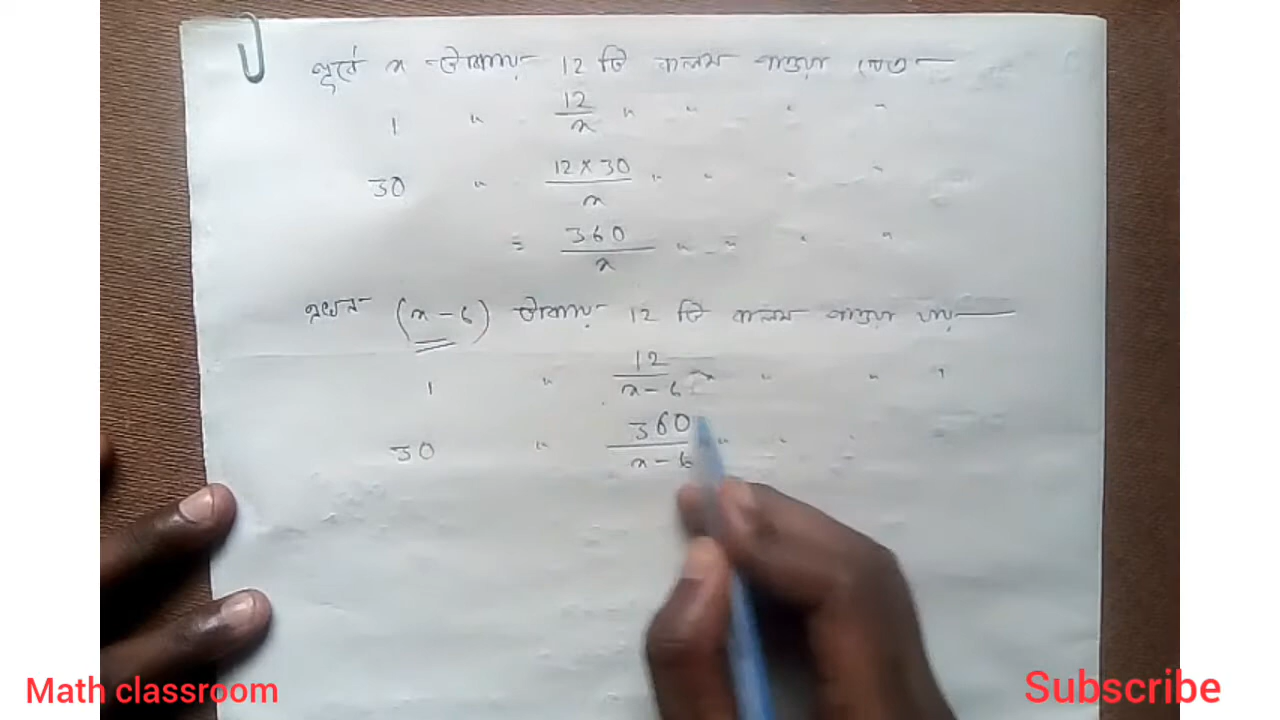 পূর্বে x টাকায় 12 টি কলম পাওয়া যেত
1 " 12/x " " " "
30 " 12 × 30/x " " " "
= 360/x " " " "
এখন (x - 6) টাকায় 12 টি কলম পাওয়া যায়
1 " 12/x - 6 " " " "
30 " 360/x - 6 " " " "
Math classroom
Subscribe